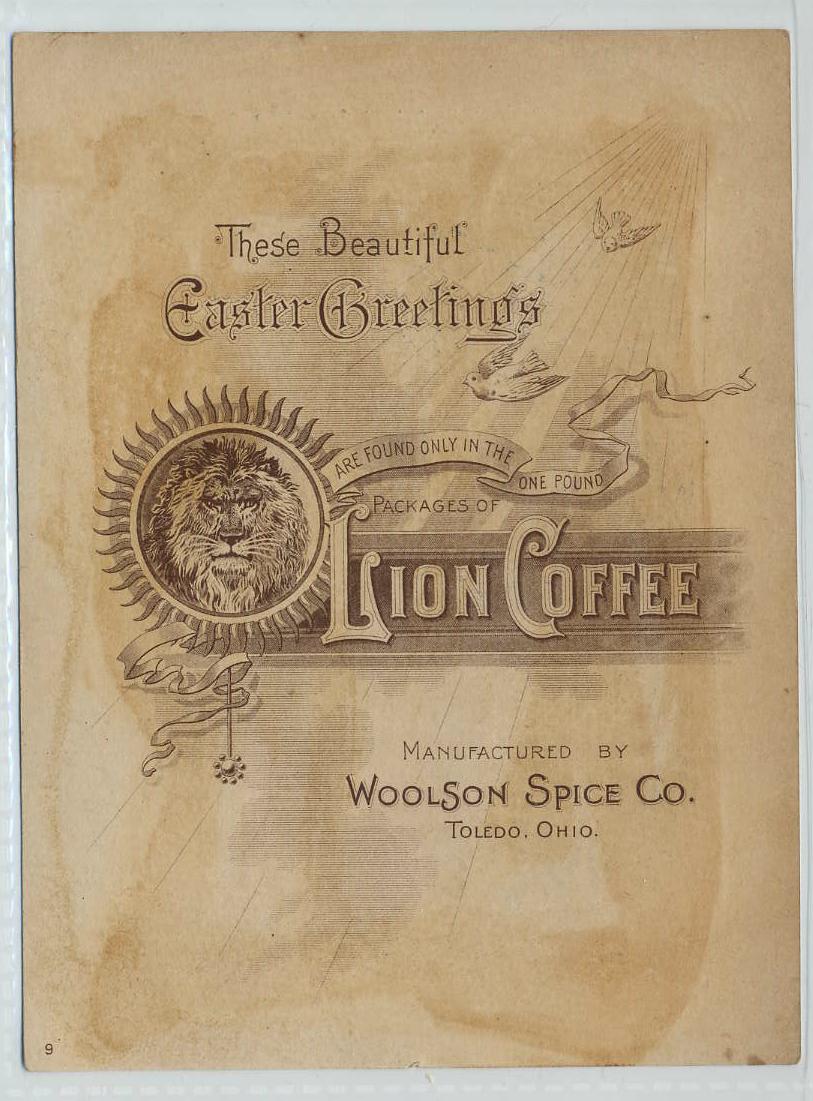 These Beautiful
Easter Greetings
ARE FOUND ONLY IN THE
ONE POUND
PACKAGES OF
LION COFFEE
MANUFACTURED BY
WOOLSON SPICE CO.
TOLEDO, OHIO.
9